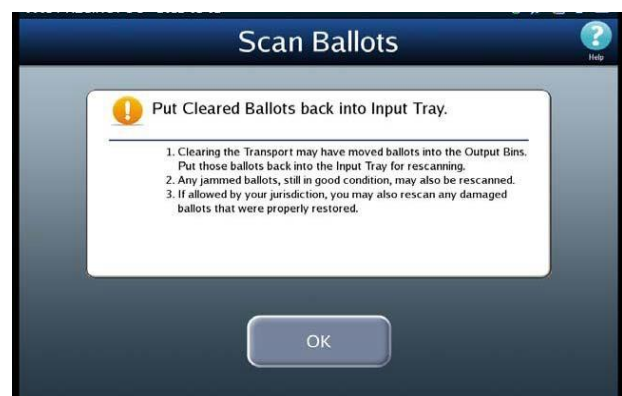 Scan Ballots
Help
Put Cleared Ballots back into Input Tray.
1. Clearing the Transport may have moved ballots into the Output Bins.
Put those ballots back into the Input Tray for rescanning.
2. Any jammed ballots, still in good condition, may also be rescanned.
3. If allowed by your jurisdiction, you may also rescan any damaged
ballots that were properly restored.
OK